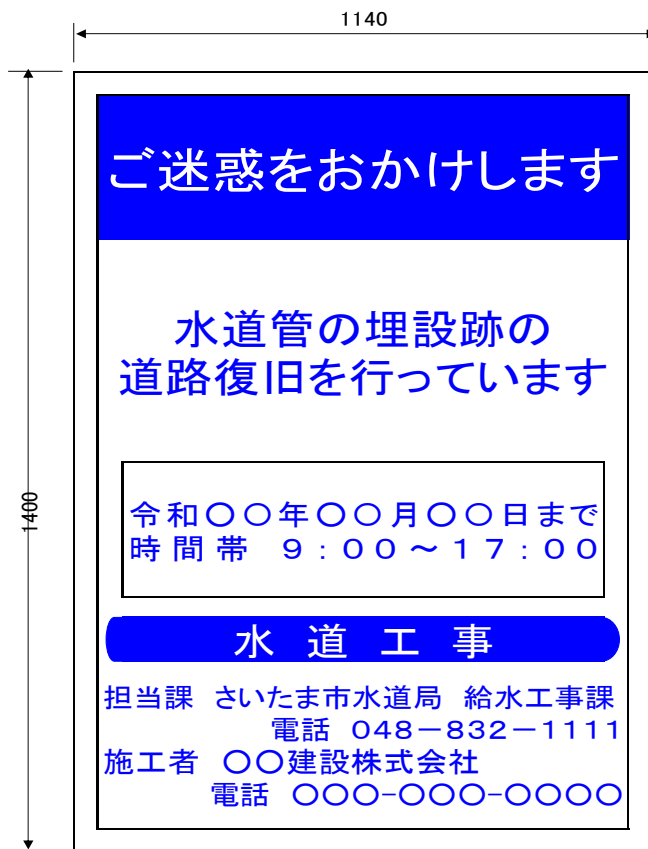 1140
1400
ご迷惑をおかけします
水道管の埋設跡の
道路復旧を行っています
令和〇〇年〇〇月〇〇日まで
時間帯 9:00~17:00
水道工事
担当課 さいたま市水道局 給水工事課
電話 048-832-1111
施工者 〇〇建設株式会社
電話 〇〇〇-〇〇〇-〇〇〇〇